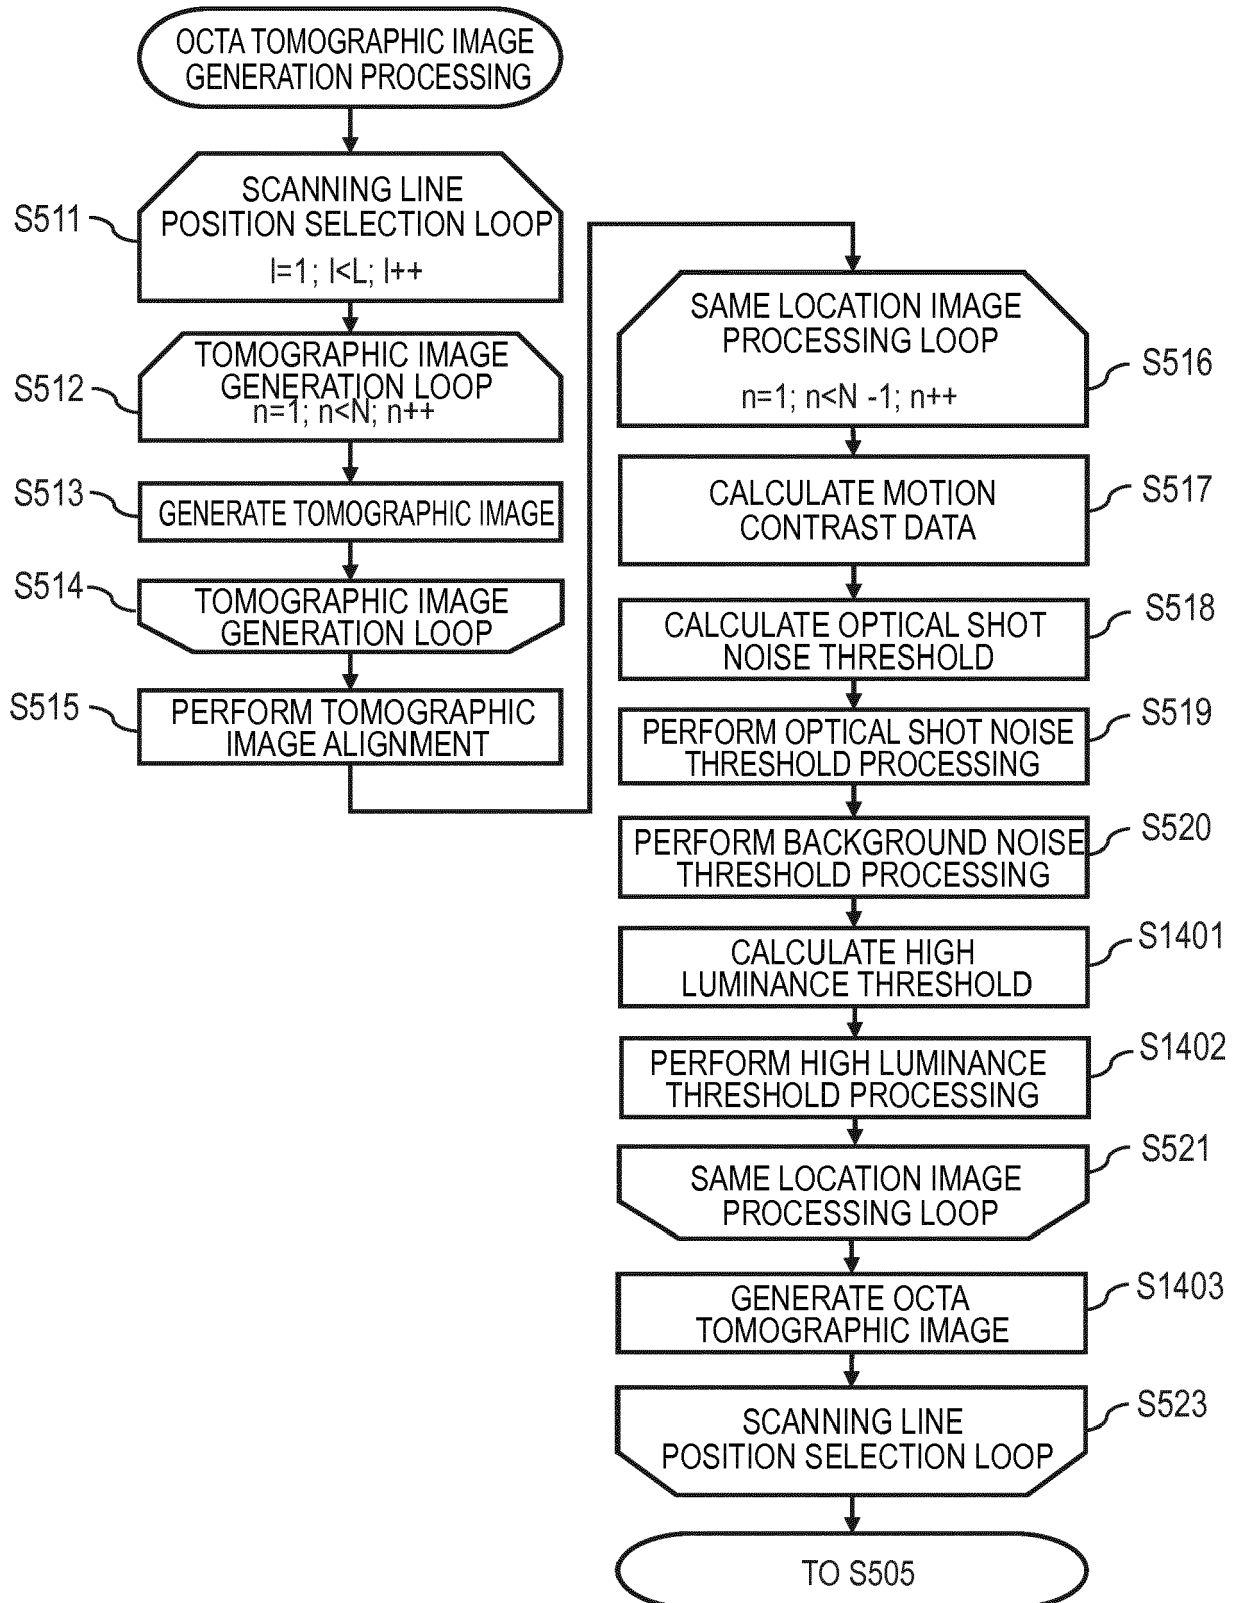 OCTA TOMOGRAPHIC IMAGE
GENERATION PROCESSING
S511
SCANNING LINE
POSITION SELECTION LOOP
l=1; l<L; l++
S512
TOMOGRAPHIC IMAGE
GENERATION LOOP
n=1; n<N; n++
S513
GENERATE TOMOGRAPHIC IMAGE
S514
TOMOGRAPHIC IMAGE
GENERATION LOOP
S515
PERFORM TOMOGRAPHIC
IMAGE ALIGNMENT
SAME LOCATION IMAGE
PROCESSING LOOP
n=1; n<N -1; n++
S516
CALCULATE MOTION
CONTRAST DATA
S517
CALCULATE OPTICAL SHOT
NOISE THRESHOLD
S518
PERFORM OPTICAL SHOT NOISE
THRESHOLD PROCESSING
S519
PERFORM BACKGROUND NOISE
THRESHOLD PROCESSING
S520
CALCULATE HIGH
LUMINANCE THRESHOLD
S1401
PERFORM HIGH LUMINANCE
THRESHOLD PROCESSING
S1402
SAME LOCATION IMAGE
PROCESSING LOOP
S521
GENERATE OCTA
TOMOGRAPHIC IMAGE
S1403
SCANNING LINE
POSITION SELECTION LOOP
S523
TO S505